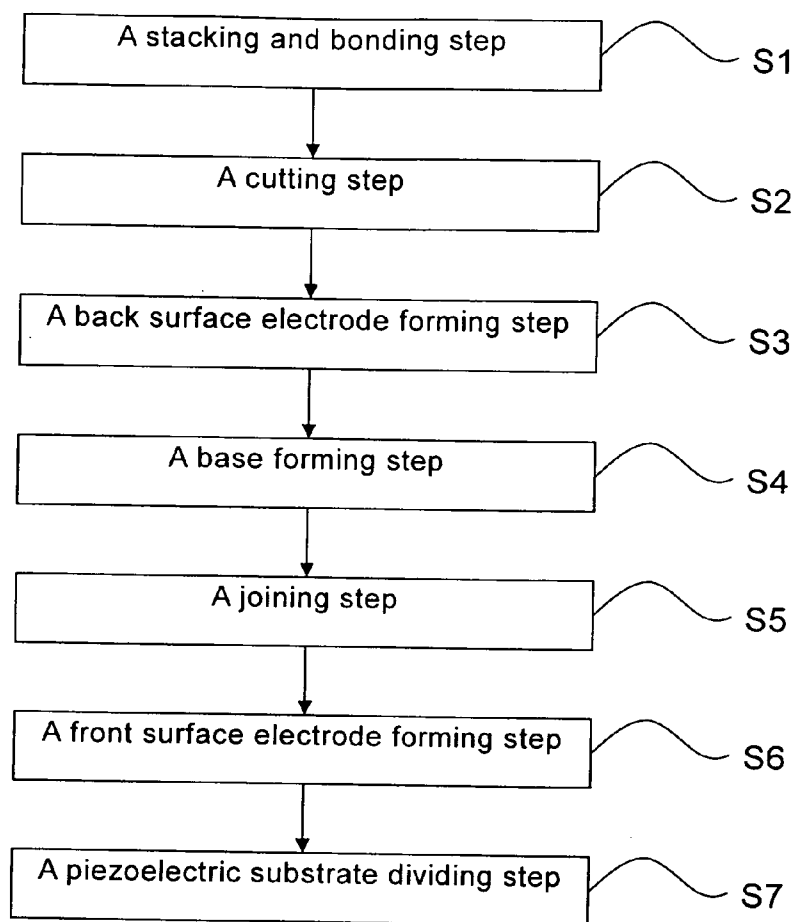 A stacking and bonding step
S1
A cutting step
S2
A back surface electrode forming step
S3
A base forming step
S4
A joining step
S5
A front surface electrode forming step
S6
A piezoelectric substrate dividing step
S7